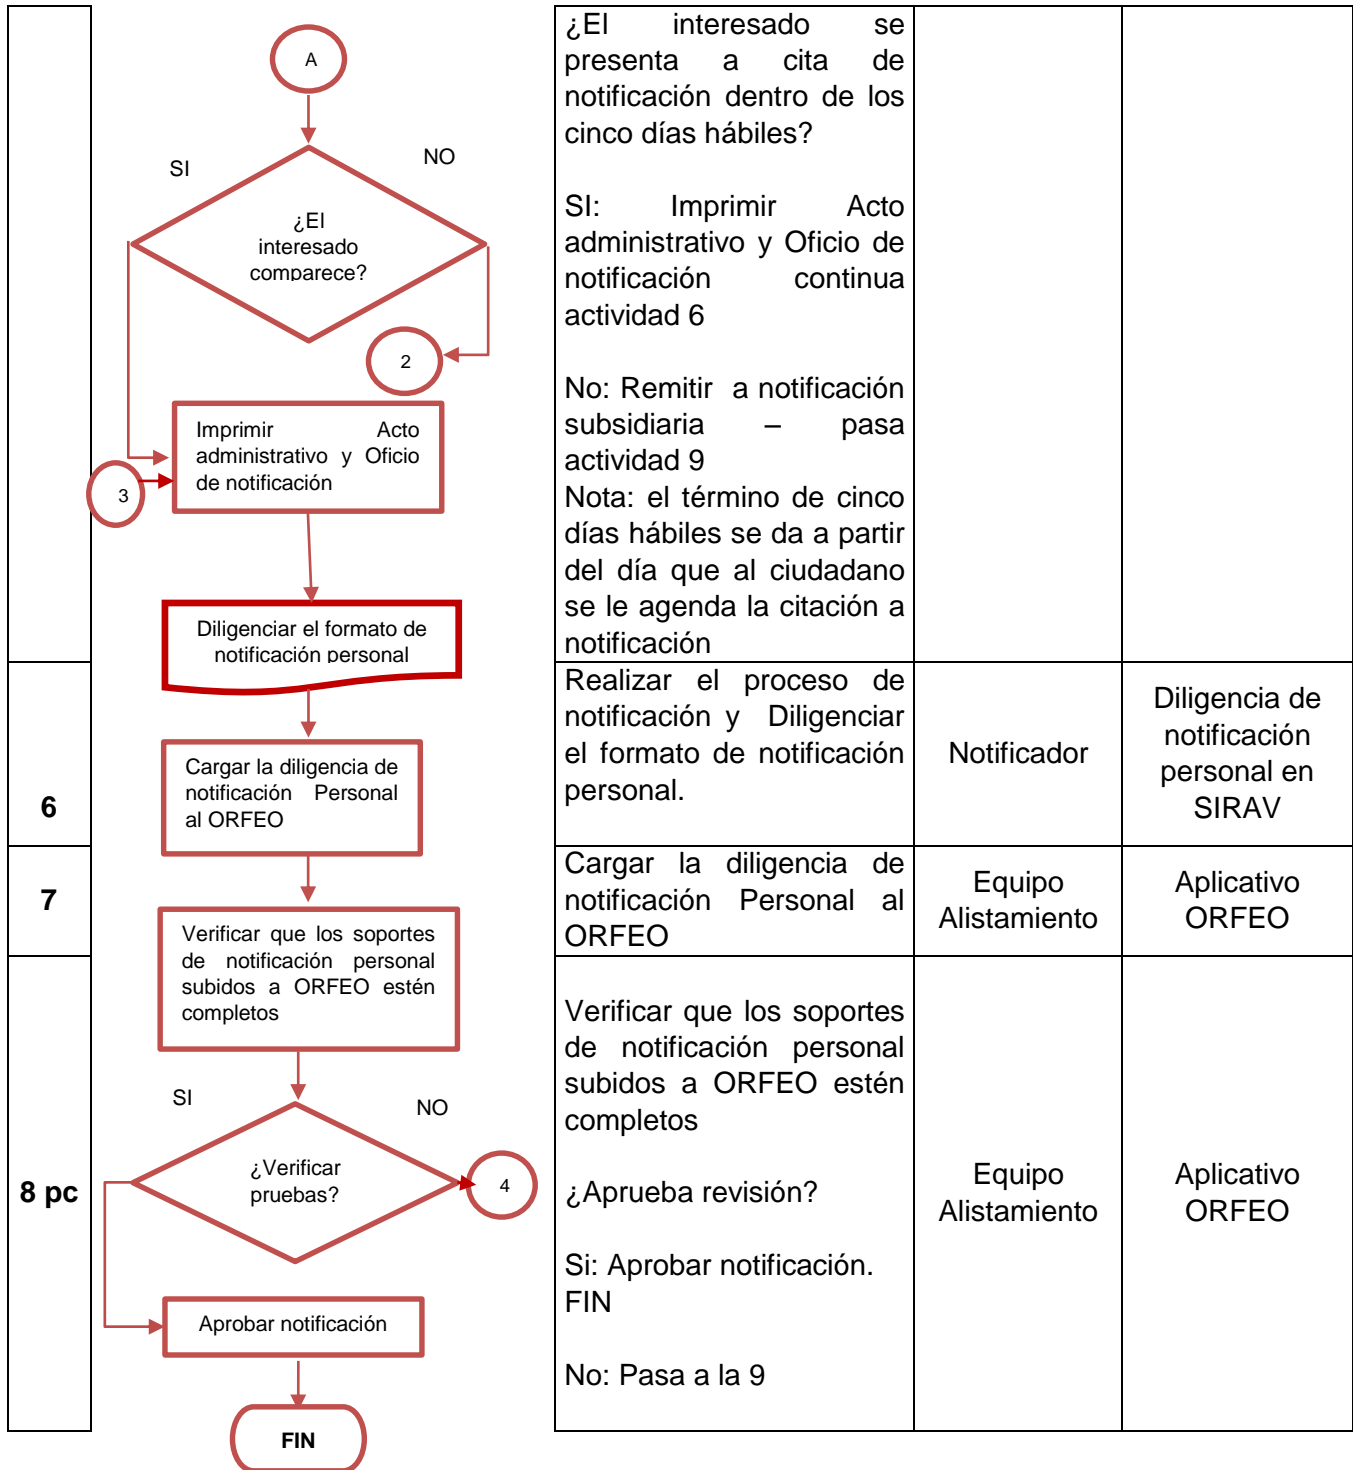 A
SI
NO
¿El
interesado
comparece?
2
Imprimir Acto
administrativo y Oficio
de notificación
3
Diligenciar el formato de
notificación personal
Cargar la diligencia de
notificación Personal
al ORFEO
Verificar que los soportes
de notificación personal
subidos a ORFEO estén
completos
SI
NO
¿Verificar
pruebas?
4
Aprobar notificación
FIN
¿El interesado se
presenta a cita de
notificación dentro de los
cinco días hábiles?
SI: Imprimir Acto
administrativo y Oficio de
notificación continua
actividad 6
No: Remitir a notificación
subsidiaria – pasa
actividad 9
Nota: el término de cinco
días hábiles se da a partir
del día que al ciudadano
se le agenda la citación a
notificación
6
Realizar el proceso de
notificación y Diligenciar
el formato de notificación
personal.
Notificador
Diligencia de
notificación
personal en
SIRAV
7
Cargar la diligencia de
notificación Personal al
ORFEO
Equipo
Alistamiento
Aplicativo
ORFEO
8 pc
Verificar que los soportes
de notificación personal
subidos a ORFEO estén
completos
¿Aprueba revisión?
Si: Aprobar notificación.
FIN
No: Pasa a la 9
Equipo
Alistamiento
Aplicativo
ORFEO